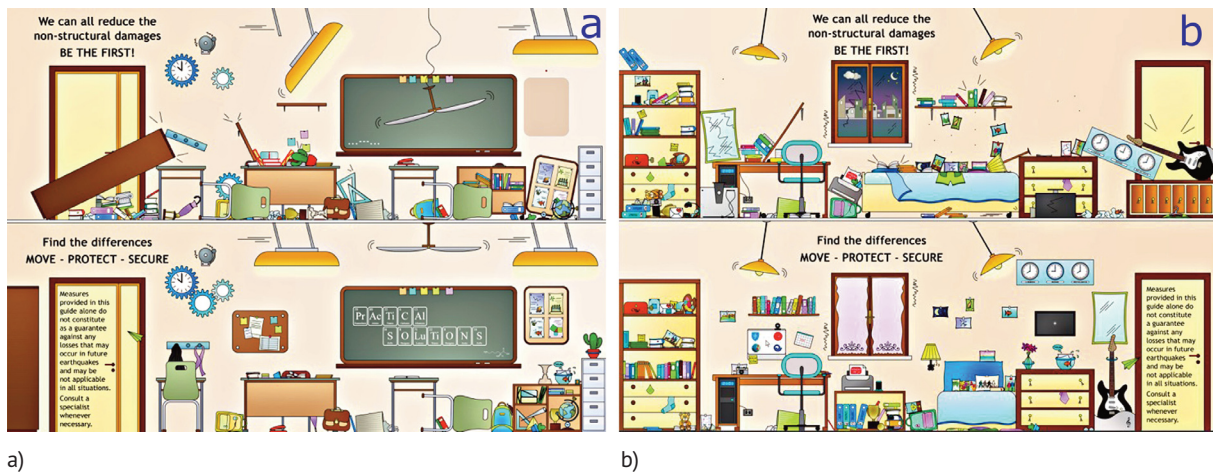 We can all reduce the
non-structural damages
BE THE FIRST!
a
Find the differences
MOVE - PROTECT - SECURE
Measures
provided in this
guide alone do
not constitute
as a guarantee
against any
losses that may
occur in future
earthquakes
and may be
not applicable
in all situations.
Consult a
specialist
whenever
necessary.
Pr Ac Ti C Al
S O Lu Ti O N S
We can all reduce the
non-structural damages
BE THE FIRST!
b
Find the differences
MOVE - PROTECT - SECURE
Measures
provided in this
guide alone do
not constitute
as a guarantee
against any
losses that may
occur in future
earthquakes
and may be
not applicable
in all situations.
Consult a
specialist
whenever
necessary.
a)
b)